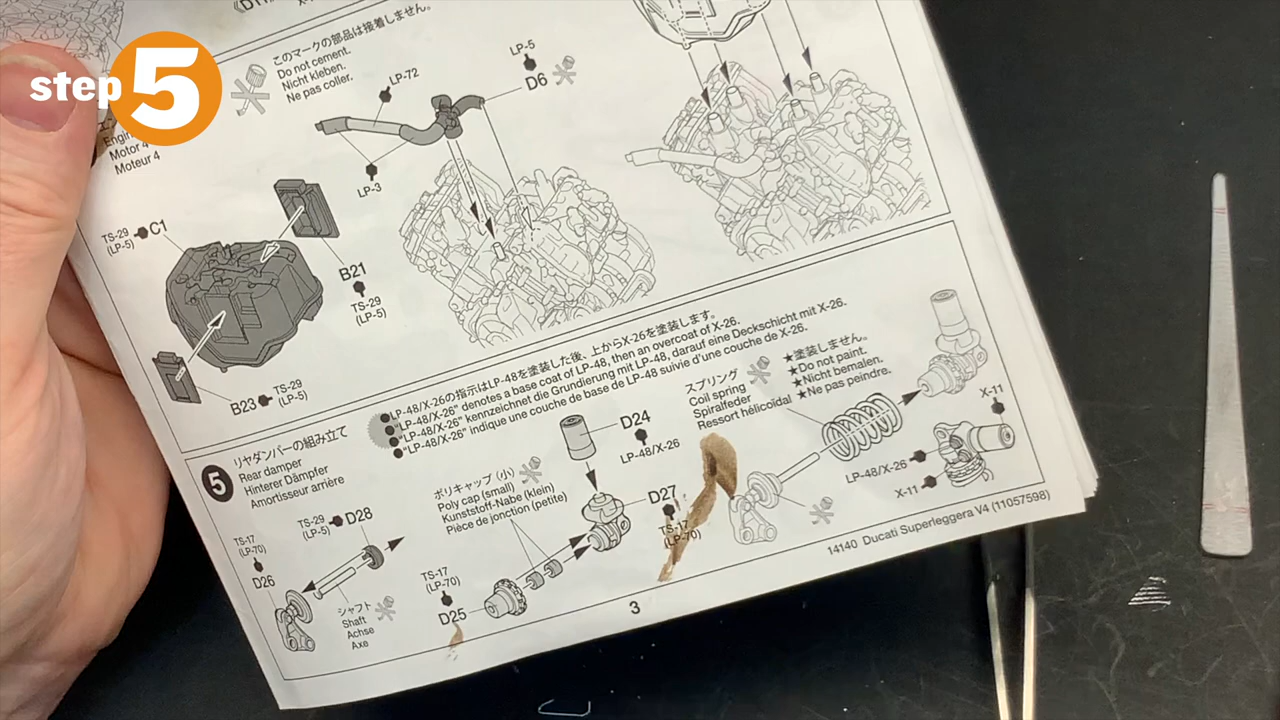 step 5
このマークの部品は接着しません。
Do not cement.
Nicht kleben.
Ne pas coller.
LP-72
LP-5
D6
LP-3
Motor 4
Moteur 4
TS-29
(LP-5)
C1
B21
TS-29
(LP-5)
B23
TS-29
(LP-5)
●LP-48/X-26の指示はLP-48を塗装した後、上からX-26を塗装します。
●"LP-48/X-26" denotes a base coat of LP-48, then an overcoat of X-26.
●"LP-48/X-26" kennzeichnet die Grundierung mit LP-48, darauf eine Deckschicht mit X-26.
●"LP-48/X-26" indique une couche de base de LP-48 suivie d'une couche de X-26.
5
リヤダンパーの組み立て
Rear damper
Hinterer Dämpfer
Amortisseur arrière
TS-17
(LP-70)
D26
TS-29
(LP-5)
D28
シャフト
Shaft
Achse
Axe
ポリキャップ（小）
Poly cap (small)
Kunststoff-Nabe (klein)
Pièce de jonction (petite)
TS-17
(LP-70)
D25
D24
LP-48/X-26
D27
TS-17
(LP-70)
スプリング
Coil spring
Spiralfeder
Ressort hélicoïdal
★塗装しません。
★Do not paint.
★Nicht bemalen.
★Ne pas peindre.
X-11
LP-48/X-26
X-11
3
14140 Ducati Superleggera V4 (11057598)